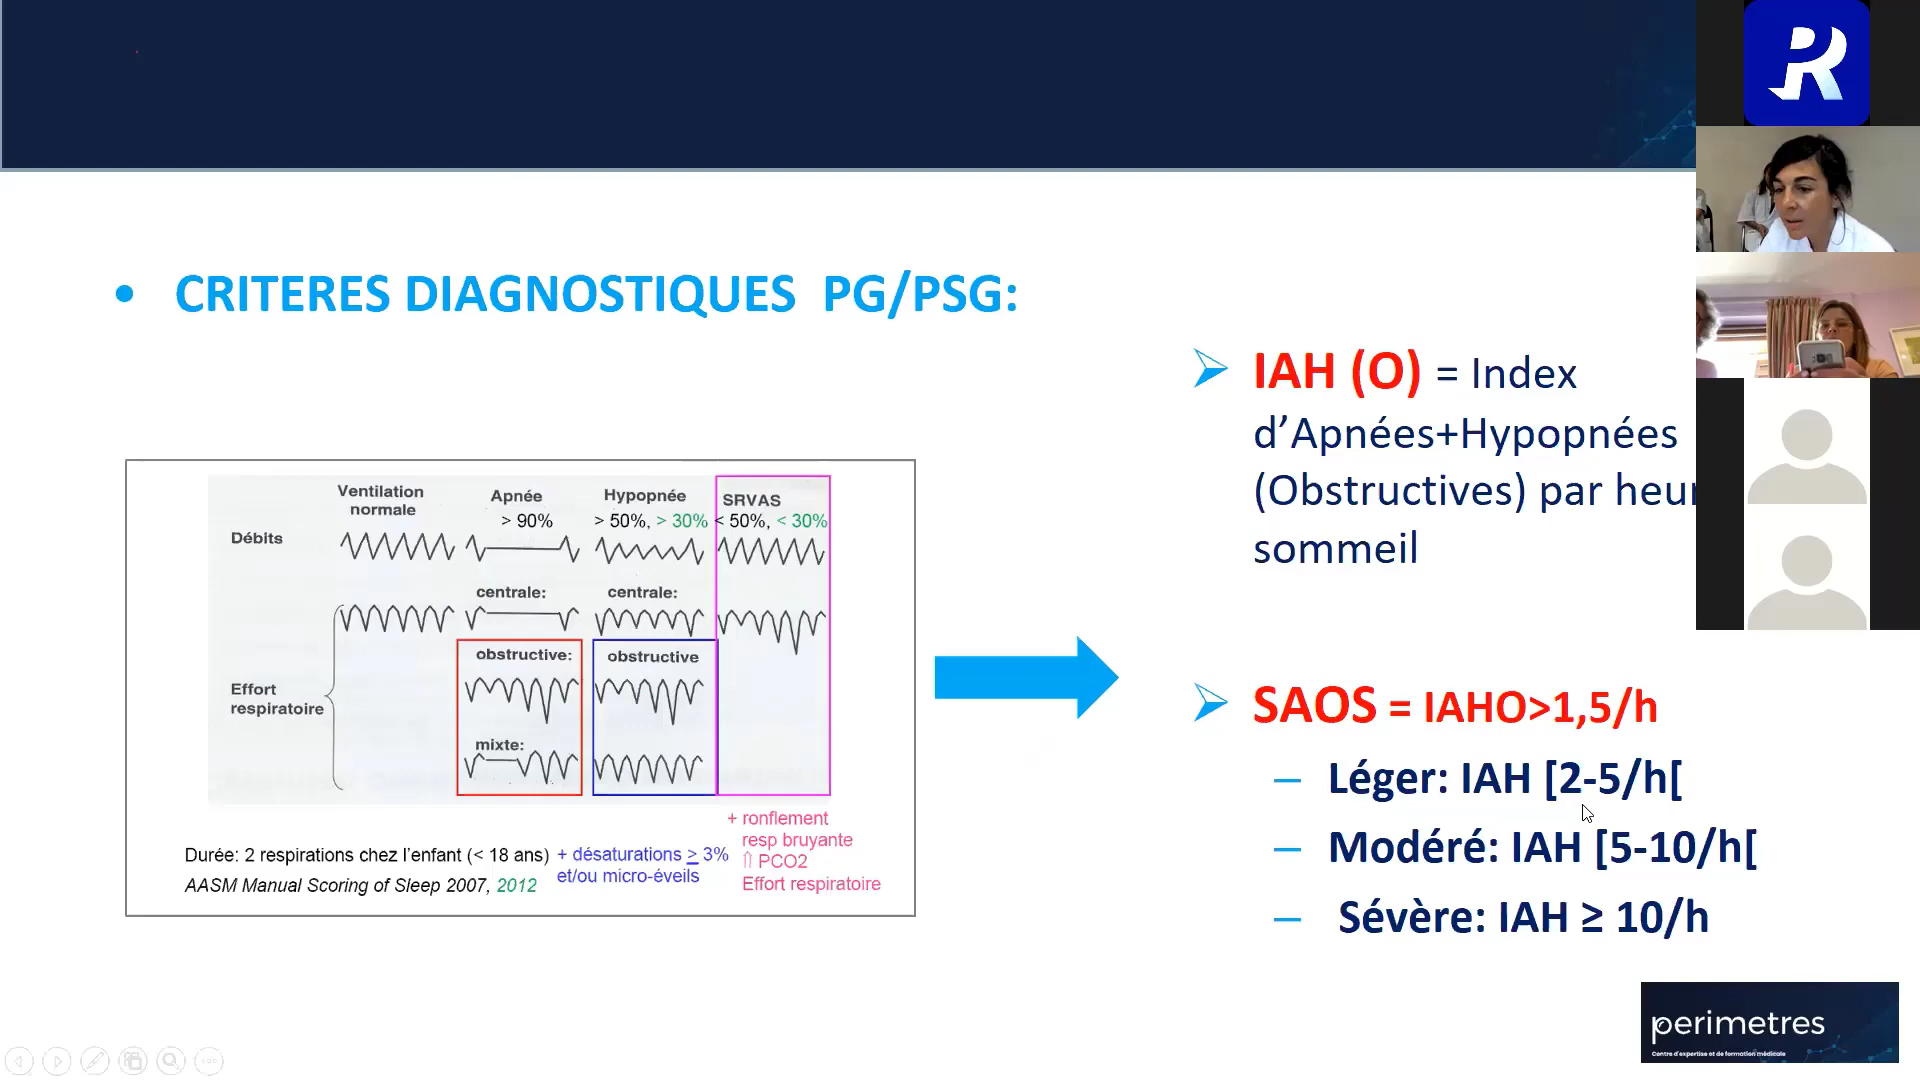 • CRITERES DIAGNOSTIQUES PG/PSG:
Ventilation normale
Apnée
> 90%
Hypopnée
> 50%, > 30%
SRVAS
< 50%, < 30%
Débits
centrale:
centrale:
Effort respiratoire
obstructive:
obstructive
mixte:
Durée: 2 respirations chez l'enfant (< 18 ans)
AASM Manual Scoring of Sleep 2007, 2012
+ désaturations ≥ 3%
et/ou micro-éveils
+ ronflement
resp bruyante
⇑ PCO2
Effort respiratoire
➢ IAH (O) = Index
d’Apnées+Hypopnées
(Obstructives) par
sommeil
➢ SAOS = IAHO>1,5/h
– Léger: IAH [2-5/h[
– Modéré: IAH [5-10/h[
– Sévère: IAH ≥ 10/h
perimetres
Centre d'expertise et de formation médicale
R